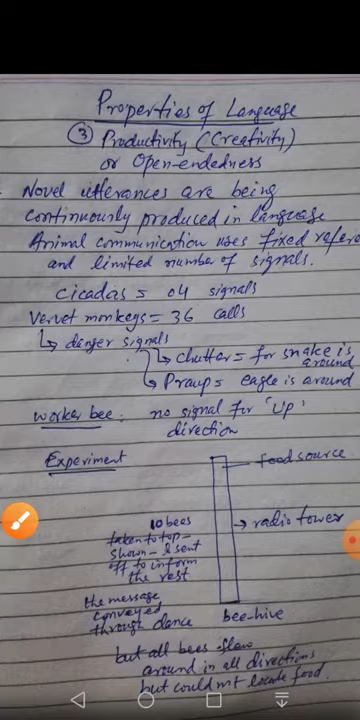 Properties of Language
③ Productivity (Creativity)
or Open-endedness
Novel utterances are being
continuously produced in language
Animal communication uses fixed refere
and limited number of signals.
Cicadas = 04 signals
Vervet monkeys = 36 calls
↳ danger signals
↳ Chutter = for snake is around
↳ Praup = eagle is around
Worker bee: no signal for 'Up'
direction
Experiment
food source
radio tower
10 bees
taken to top -
shown - & sent
off to inform
the rest
the message
conveyed
through dance
bee-hive
but all bees flew
around in all directions
but couldn't locate food.